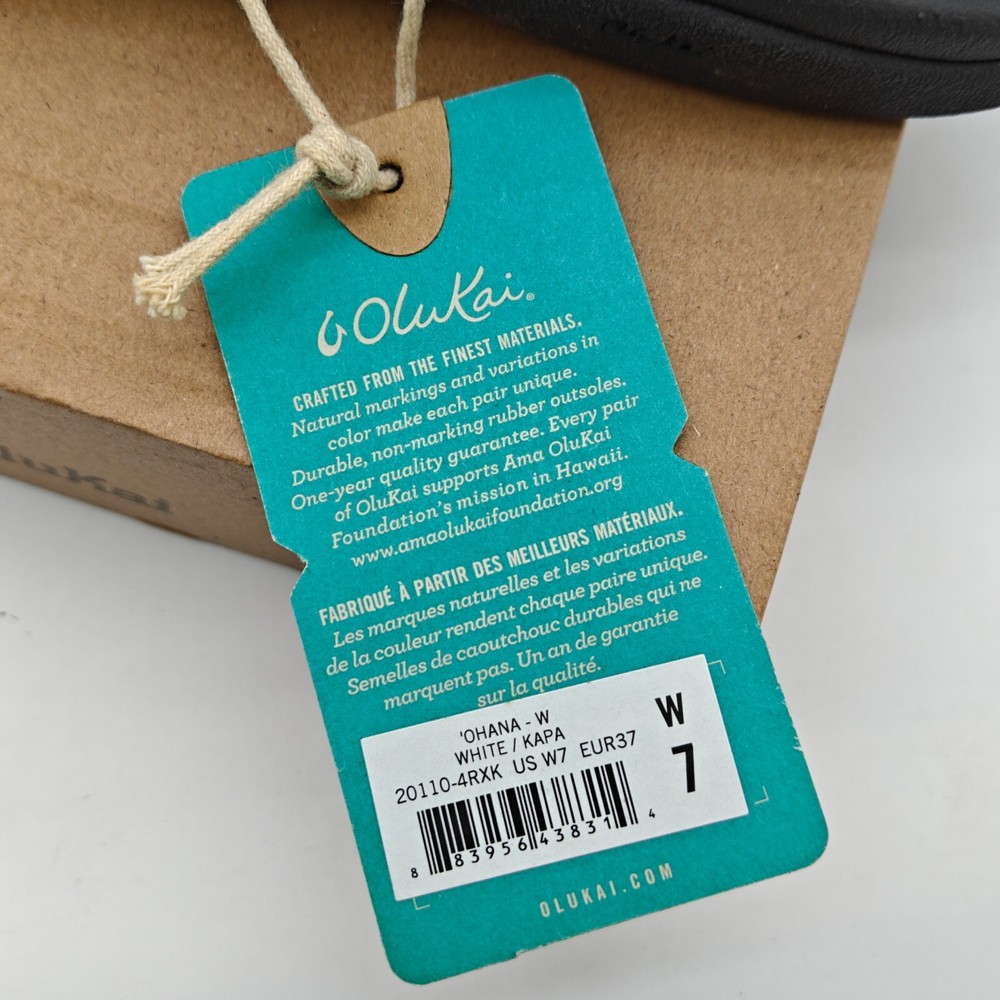 OluKai®
CRAFTED FROM THE FINEST MATERIALS.
Natural markings and variations in
color make each pair unique.
Durable, non-marking rubber outsoles.
One-year quality guarantee. Every pair
of OluKai supports Ama OluKai
Foundation's mission in Hawaii.
www.amaolukaifoundation.org
FABRIQUÉ À PARTIR DES MEILLEURS MATÉRIAUX.
Les marques naturelles et les variations
de la couleur rendent chaque paire unique.
Semelles de caoutchouc durables qui ne
marquent pas. Un an de garantie
sur la qualité.
'OHANA - W
WHITE / KAPA
20110-4RXK US W7 EUR37
W
7
8 83956 43831 4
OLUKAI.COM
OluKai